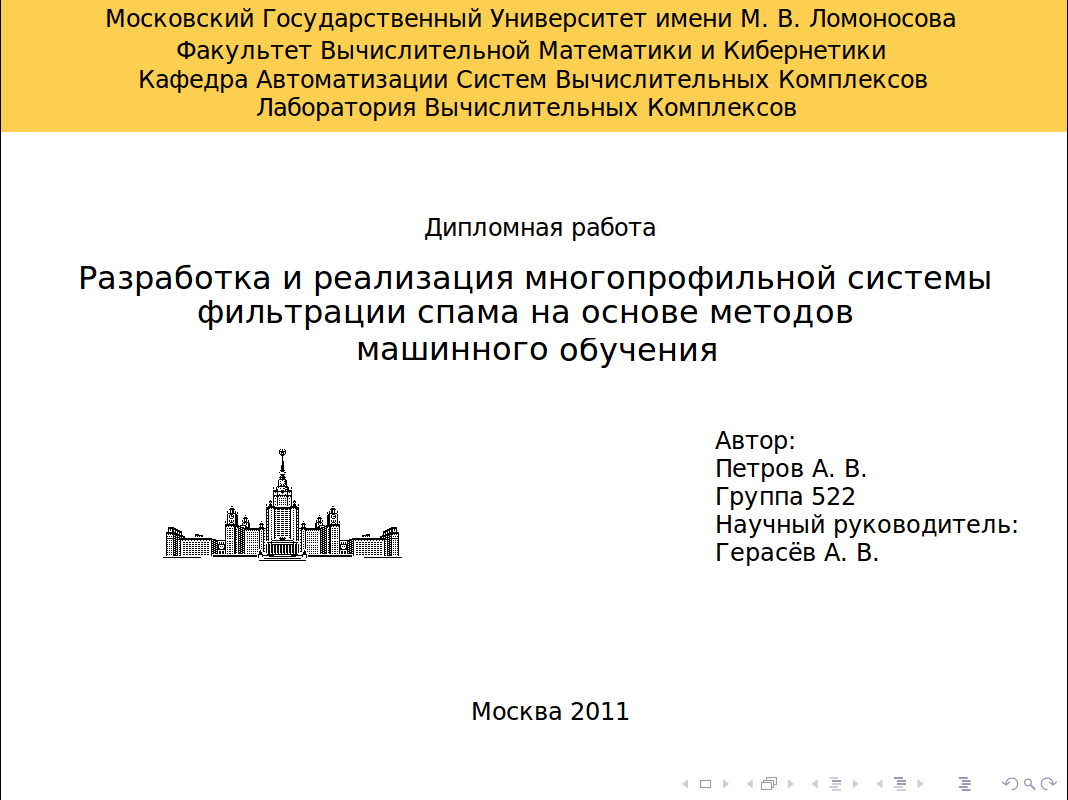 Московский Государственный Университет имени М. В. Ломоносова
Факультет Вычислительной Математики и Кибернетики
Кафедра Автоматизации Систем Вычислительных Комплексов
Лаборатория Вычислительных Комплексов
Дипломная работа
Разработка и реализация многопрофильной системы
фильтрации спама на основе методов
машинного обучения
Автор:
Петров А. В.
Группа 522
Научный руководитель:
Герасёв А. В.
Москва 2011